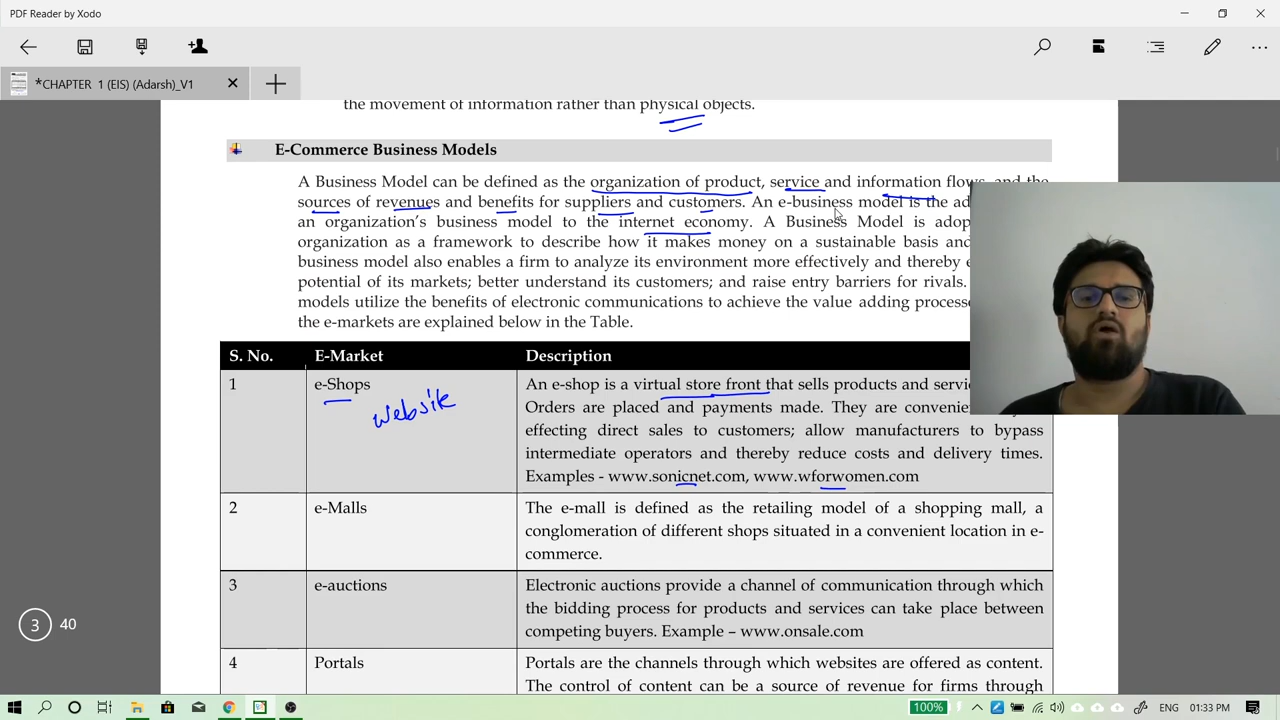 PDF Reader by Xodo
*CHAPTER 1 (EIS) (Adarsh)_V1
the movement of information rather than physical objects.
E-Commerce Business Models
A Business Model can be defined as the organization of product, service and information flows, and the
sources of revenues and benefits for suppliers and customers. An e-business model is the
an organization's business model to the internet economy. A Business Model is
organization as a framework to describe how it makes money on a sustainable basis and
business model also enables a firm to analyze its environment more effectively and thereby
potential of its markets; better understand its customers; and raise entry barriers for rivals.
models utilize the benefits of electronic communications to achieve the value adding
the e-markets are explained below in the Table.
S. No. E-Market Description
1 e-Shops An e-shop is a virtual store front that sells products and
website
Orders are placed and payments made. They are
effecting direct sales to customers; allow manufacturers to bypass
intermediate operators and thereby reduce costs and delivery times.
Examples - www.sonicnet.com, www.wforwomen.com
2 e-Malls The e-mall is defined as the retailing model of a shopping mall, a
conglomeration of different shops situated in a convenient location in e-
commerce.
3 e-auctions Electronic auctions provide a channel of communication through which
the bidding process for products and services can take place between
competing buyers. Example – www.onsale.com
4 Portals Portals are the channels through which websites are offered as content.
The control of content can be a source of revenue for firms through
3 40
100% ENG 01:33 PM